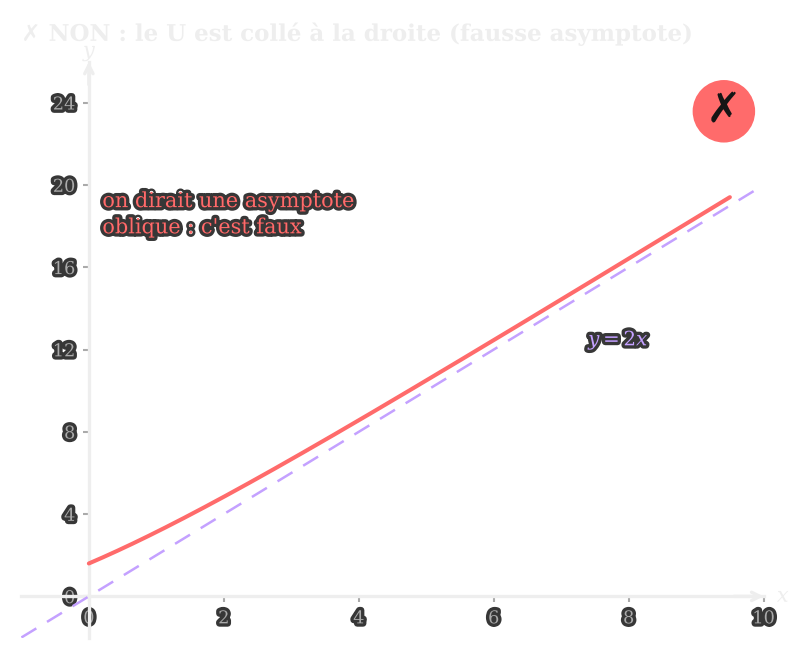 ✗ NON : le U est collé à la droite (fausse asymptote)
y
24
20
on dirait une asymptote
oblique : c'est faux
16
12
y = 2x
8
4
0
0 2 4 6 8 10
x
✗